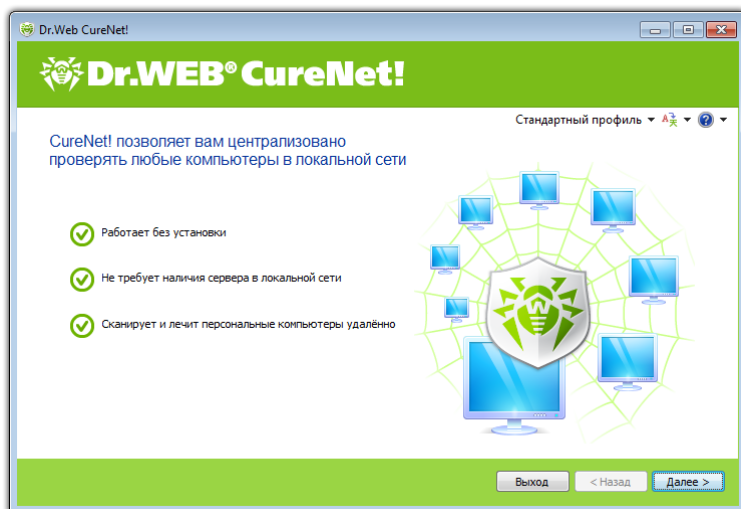 Dr.Web CureNet!
Dr.WEB® CureNet!
Стандартный профиль
CureNet! позволяет вам централизовано
проверять любые компьютеры в локальной сети
Работает без установки
Не требует наличия сервера в локальной сети
Сканирует и лечит персональные компьютеры удалённо
Выход
< Назад
Далее >